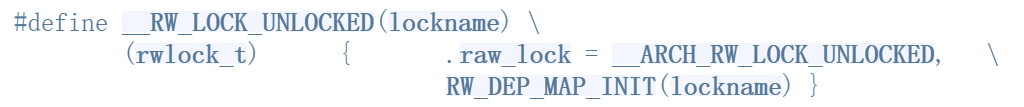 #define __RW_LOCK_UNLOCKED(lockname) \
(rwlock_t) { .raw_lock = __ARCH_RW_LOCK_UNLOCKED, \
RW_DEP_MAP_INIT(lockname) }